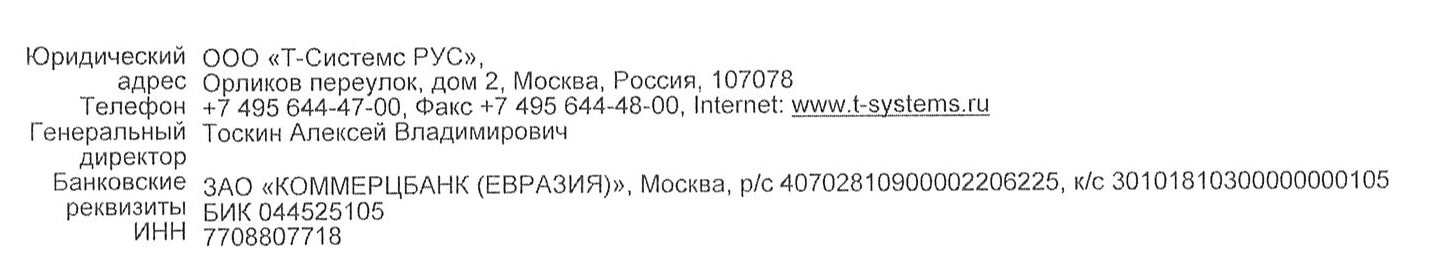 Юридический ООО «Т-Системс РУС»,
адрес Орликов переулок, дом 2, Москва, Россия, 107078
Телефон +7 495 644-47-00, Факс +7 495 644-48-00, Internet: www.t-systems.ru
Генеральный Тоскин Алексей Владимирович
директор
Банковские ЗАО «КОММЕРЦБАНК (ЕВРАЗИЯ)», Москва, р/с 40702810900002206225, к/с 30101810300000000105
реквизиты БИК 044525105
ИНН 7708807718